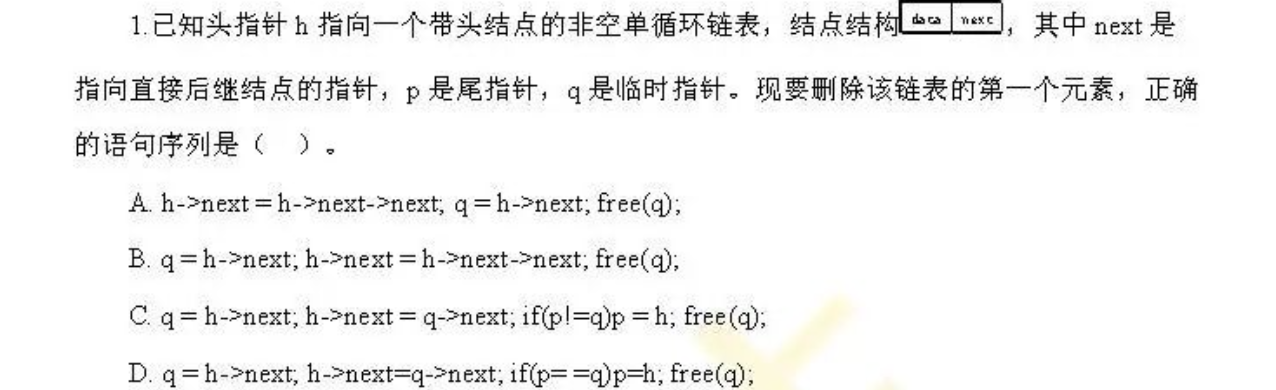 1.已知头指针 h 指向一个带头结点的非空单循环链表，结点结构 data next ，其中 next 是
指向直接后继结点的指针，p 是尾指针，q 是临时指针。现要删除该链表的第一个元素，正确
的语句序列是（ ）。
A. h->next = h->next->next; q = h->next; free(q);
B. q = h->next; h->next = h->next->next; free(q);
C. q = h->next; h->next = q->next; if(p!=q)p = h; free(q);
D. q = h->next; h->next=q->next; if(p= =q)p=h; free(q);